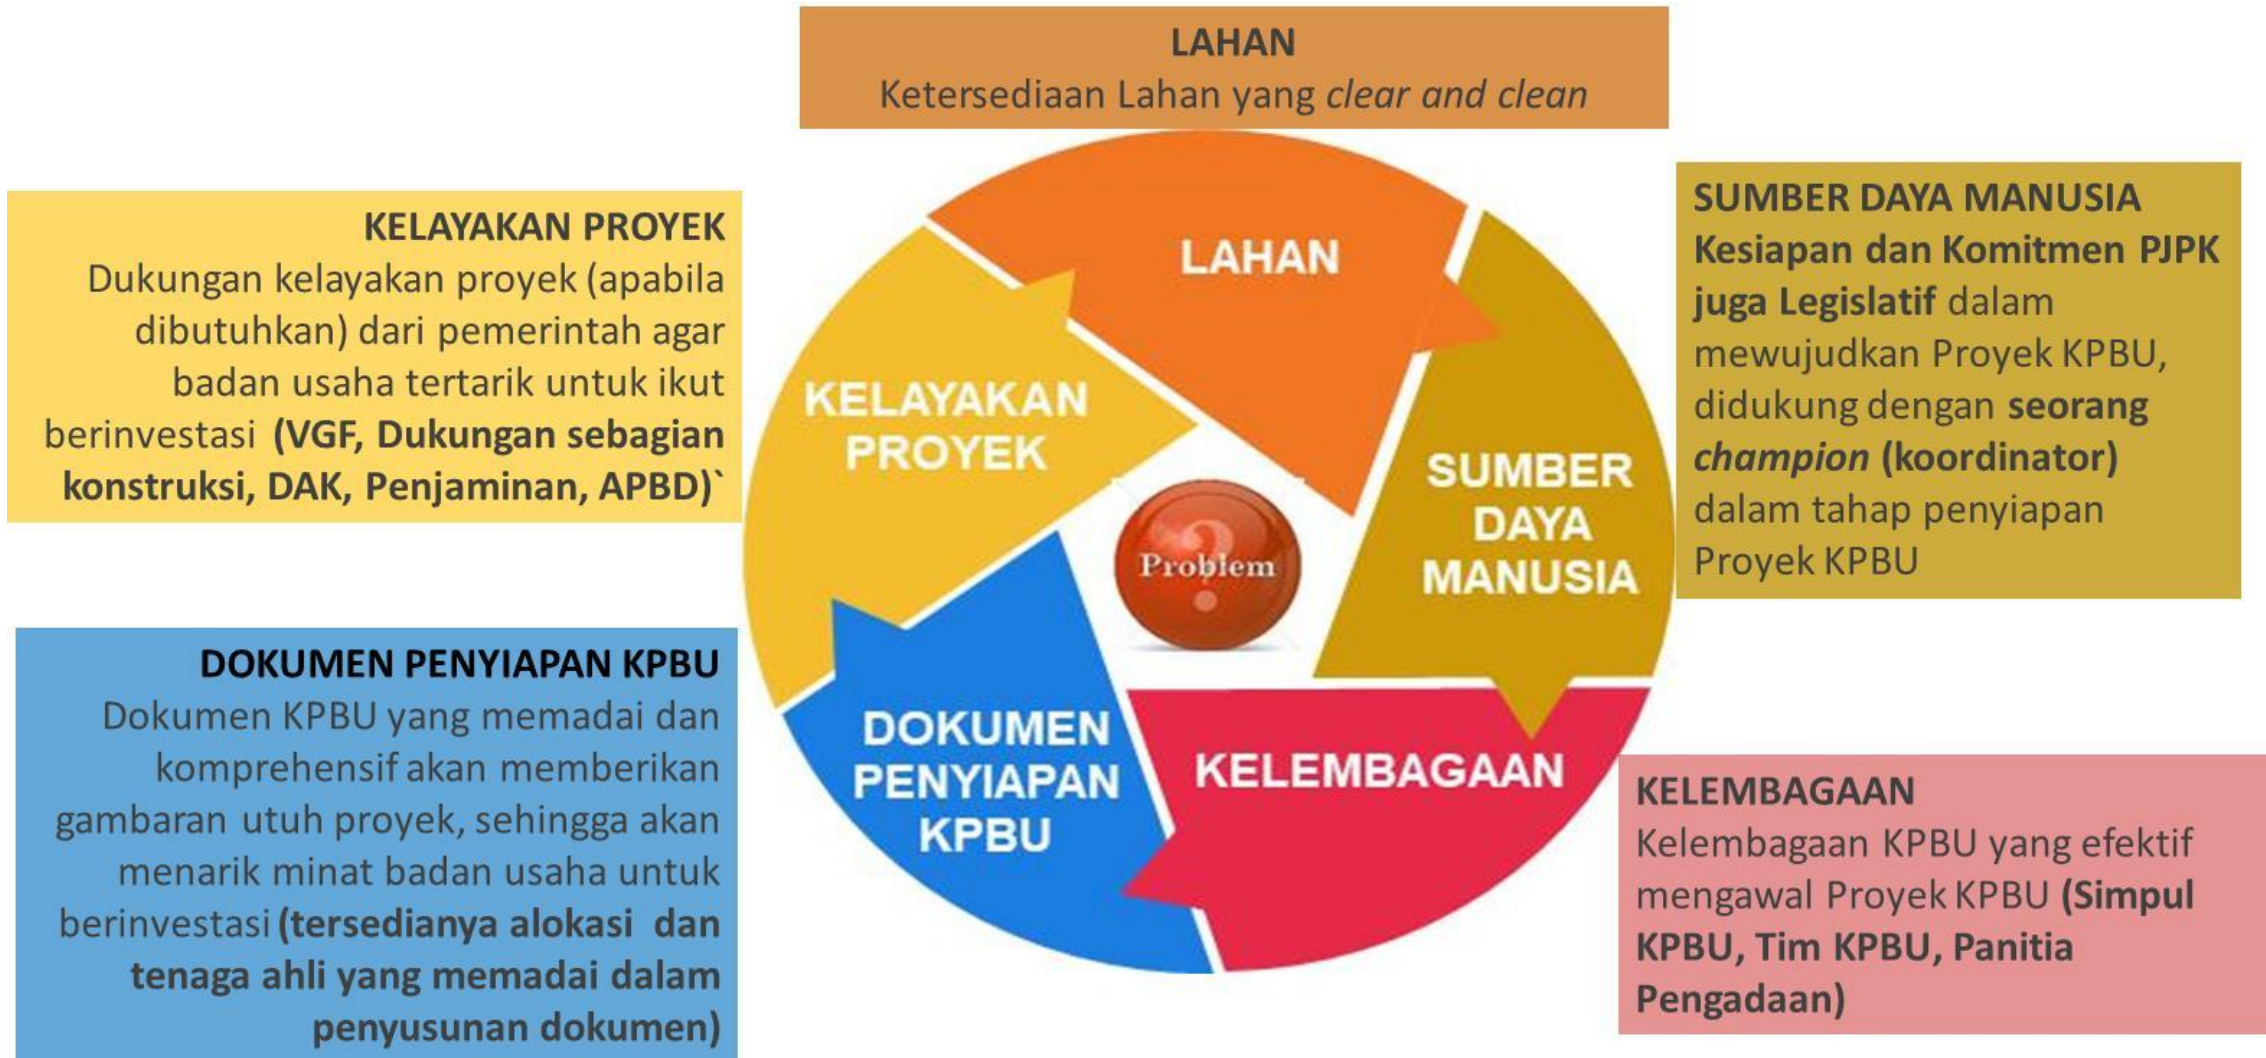 LAHAN
Ketersediaan Lahan yang clear and clean
KELAYAKAN PROYEK
Dukungan kelayakan proyek (apabila
dibutuhkan) dari pemerintah agar
badan usaha tertarik untuk ikut
berinvestasi (VGF, Dukungan sebagian
konstruksi, DAK, Penjaminan, APBD)`
SUMBER DAYA MANUSIA
Kesiapan dan Komitmen PJPK
juga Legislatif dalam
mewujudkan Proyek KPBU,
didukung dengan seorang
champion (koordinator)
dalam tahap penyiapan
Proyek KPBU
LAHAN
KELAYAKAN
PROYEK
SUMBER
DAYA
MANUSIA
?
Problem
DOKUMEN
PENYIAPAN
KPBU
KELEMBAGAAN
DOKUMEN PENYIAPAN KPBU
Dokumen KPBU yang memadai dan
komprehensif akan memberikan
gambaran utuh proyek, sehingga akan
menarik minat badan usaha untuk
berinvestasi (tersedianya alokasi dan
tenaga ahli yang memadai dalam
penyusunan dokumen)
KELEMBAGAAN
Kelembagaan KPBU yang efektif
mengawal Proyek KPBU (Simpul
KPBU, Tim KPBU, Panitia
Pengadaan)